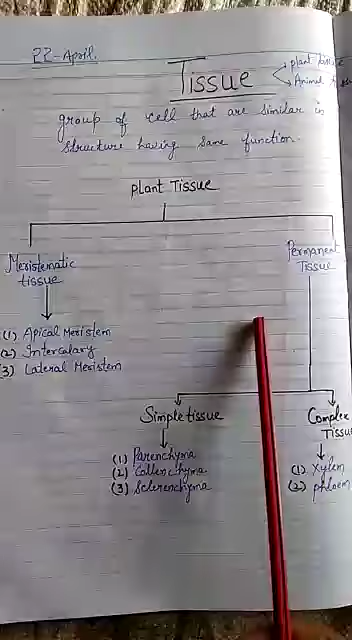 22-April.
Tissue
plant tissue
Animal
group of cell that are similar in
structure having same function.
plant Tissue
Meristematic
tissue
Permanent
Tissue
(1) Apical Meristem
(2) Intercalary
(3) Lateral Meristem
Simple tissue
Complex
Tissue
(1) Parenchyma
(2) Collenchyma
(3) Sclerenchyma
(1) Xylem
(2) phloem